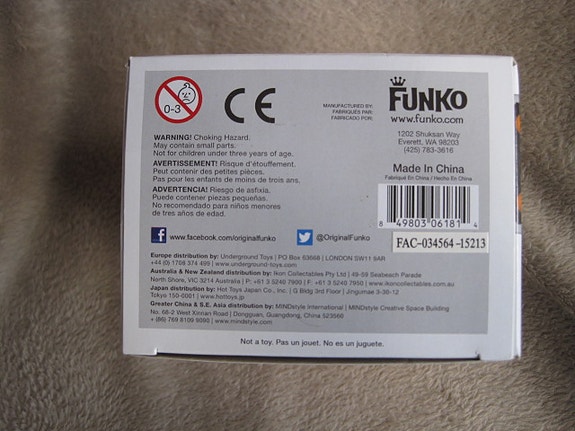 0-3
CE
MANUFACTURED BY:
FABRIQUÉ PAR:
FABRICADO POR:
FUNKO
www.funko.com
1202 Shuksan Way
Everett, WA 98203
(425) 783-3616
WARNING! Choking Hazard.
May contain small parts.
Not for children under three years of age.
AVERTISSEMENT! Risque d'étouffement.
Peut contenir des petites pièces.
Pas pour les enfants de moins de trois ans.
ADVERTENCIA! Riesgo de asfixia.
Puede contener piezas pequeñas.
No recomendado para niños menores
de tres años de edad.
Made In China
Fabriqué En China / Hecho En China
8 49803 06181 4
FAC-034564-15213
www.facebook.com/originalfunko
@OriginalFunko
Europe distribution by: Underground Toys | PO Box 63668 | LONDON SW11 9AR
+44 (0) 1758 374 499 | www.underground-toys.com
Australia & New Zealand distribution by: Ikon Collectables Pty Ltd | 49-59 Seabeach Parade
North Shore, VIC 3214 Australia | P: +61 3 5240 7900 | F: +61 3 5240 7950 | www.ikoncollectables.com.au
Japan distribution by: Hot Toys Japan Co., Inc. | G Bldg 3rd Floor | Jingumae 3-36-12
Tokyo 150-0001 | www.hottoys.jp
Greater China & S.E. Asia distribution by: MINDstyle International | MINDstyle Creative Space Building
No. 68-2 West Xinnan Road | Dongguan, Guangdong, China 523566
+ (86) 769 8109 9080 | www.mindstyle.com
Not a toy. Pas un jouet. No es un juguete.